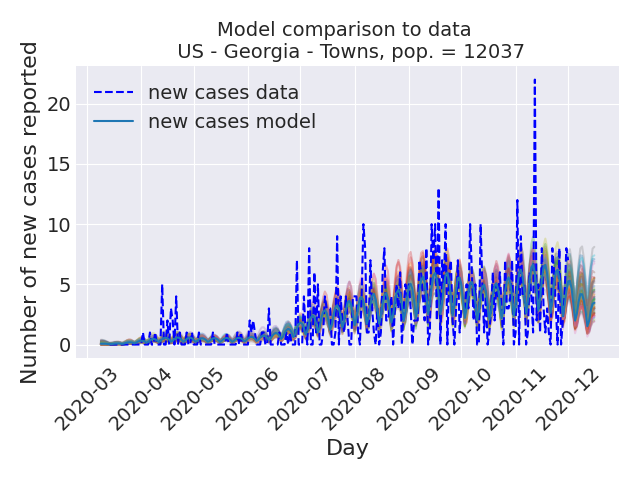 Model comparison to data
US - Georgia - Towns, pop. = 12037
Number of new cases reported
20
15
10
5
0
new cases data
new cases model
2020-03
2020-04
2020-05
2020-06
2020-07
2020-08
2020-09
2020-10
2020-11
2020-12
Day